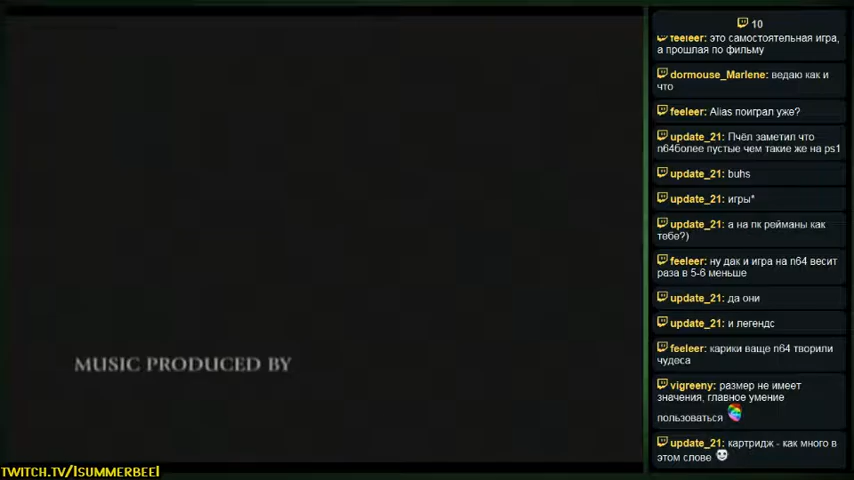 MUSIC PRODUCED BY
TWITCH.TV/|SUMMERBEE|
10
feeleer: это самостоятельная игра,
а прошлая по фильму
dormouse_Marlene: ведаю как и
что
feeleer: Alias поиграл уже?
update_21: Пчёл заметил что
n64более пустые чем такие же на ps1
update_21: buhs
update_21: игры*
update_21: а на пк рейманы как
тебе?)
feeleer: ну дак и игра на n64 весит
раза в 5-6 меньше
update_21: да они
update_21: и легендс
feeleer: карики ваще n64 творили
чудеса
vigreeny: размер не имеет
значения, главное умение
пользоваться
update_21: картридж - как много в
этом слове